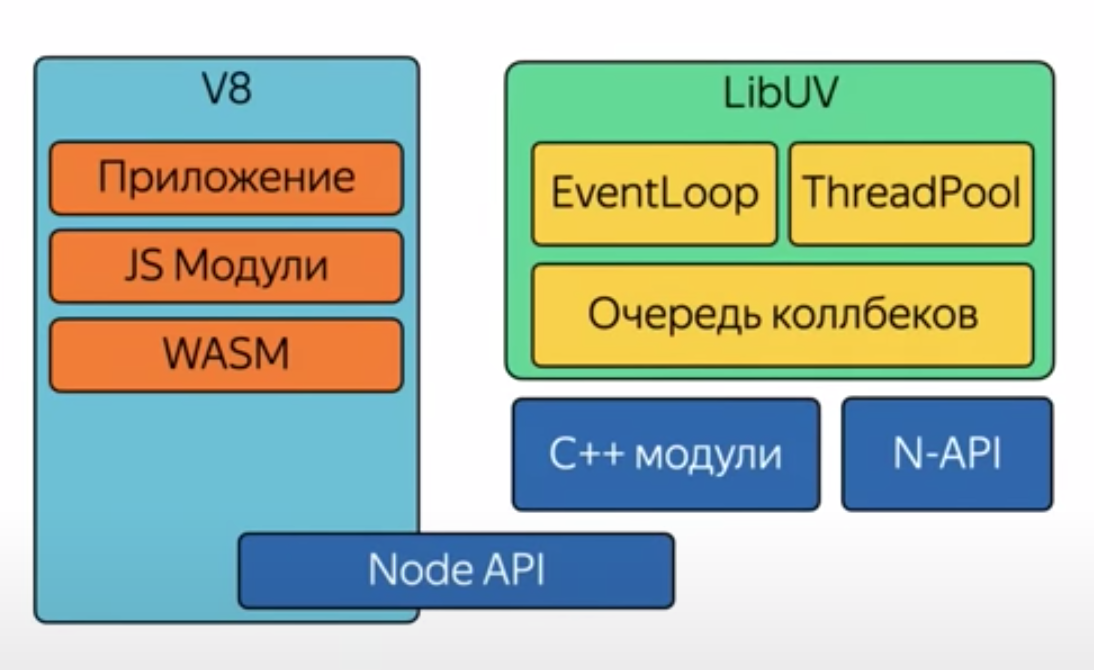 V8
Приложение
JS Модули
WASM
LibUV
EventLoop
ThreadPool
Очередь коллбеков
C++ модули
N-API
Node API